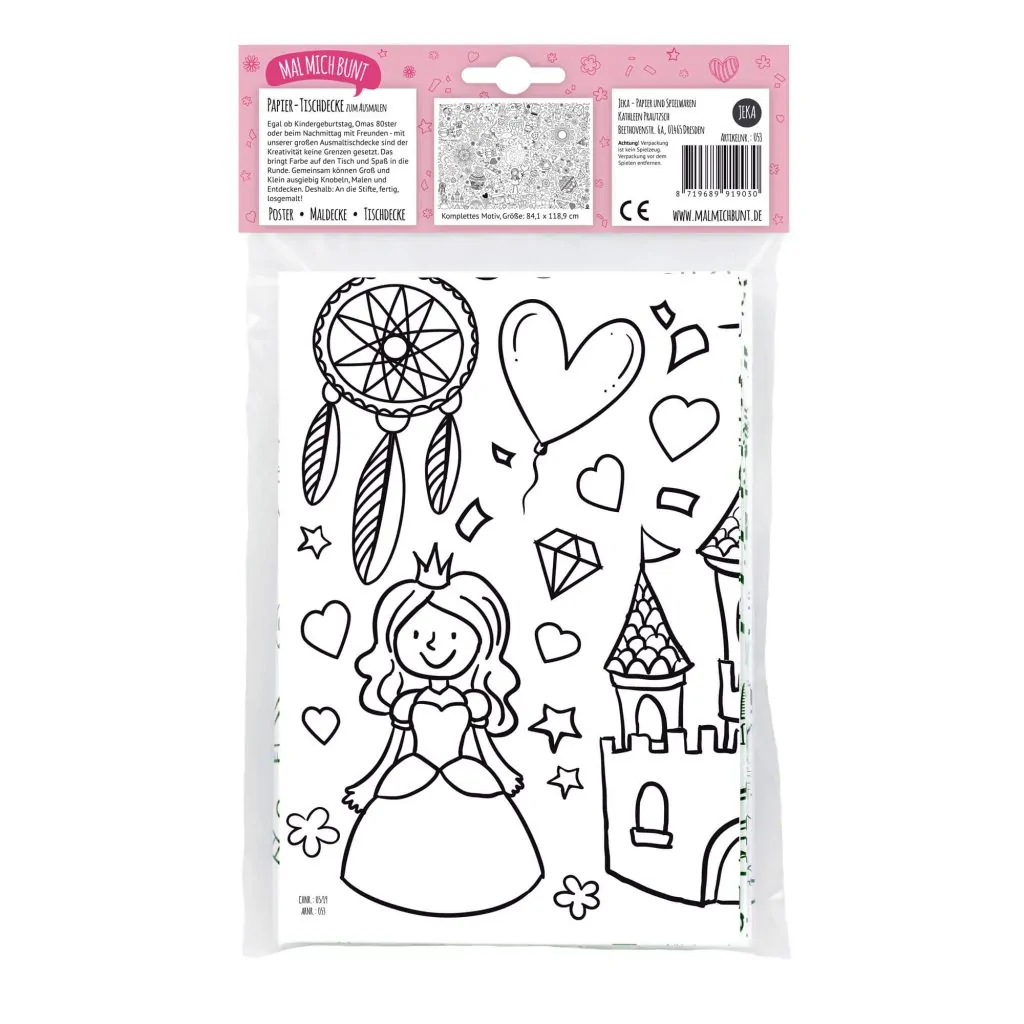 MAL MICH BUNT
PAPIER-TISCHDECKE ZUM AUSMALEN
Egal ob Kindergeburtstag, Omas 80ster
oder beim Nachmittag mit Freunden - mit
unserer großen Ausmaltischdecke sind der
Kreativität keine Grenzen gesetzt. Das
bringt Farbe auf den Tisch und Spaß in die
Runde. Gemeinsam können Groß und
Klein ausgiebig Knobeln, Malen und
Entdecken. Deshalb: An die Stifte, fertig,
losgemalt!
POSTER • MALDECKE • TISCHDECKE
Komplettes Motiv, Größe: 84,1 x 118,9 cm
JEKA - PAPIER UND SPIELWAREN
KATHLEEN PRAUTZSCH
BEETHOVENSTR. 6A, 01465 DRESDEN
JEKA
Achtung! Verpackung
ist kein Spielzeug.
Verpackung vor dem
Spielen entfernen.
ARTIKELNR.: 053
8 719689 919030
CE
WWW.MALMICHBUNT.DE
CHNR.: 05/19
ARNR.: 053